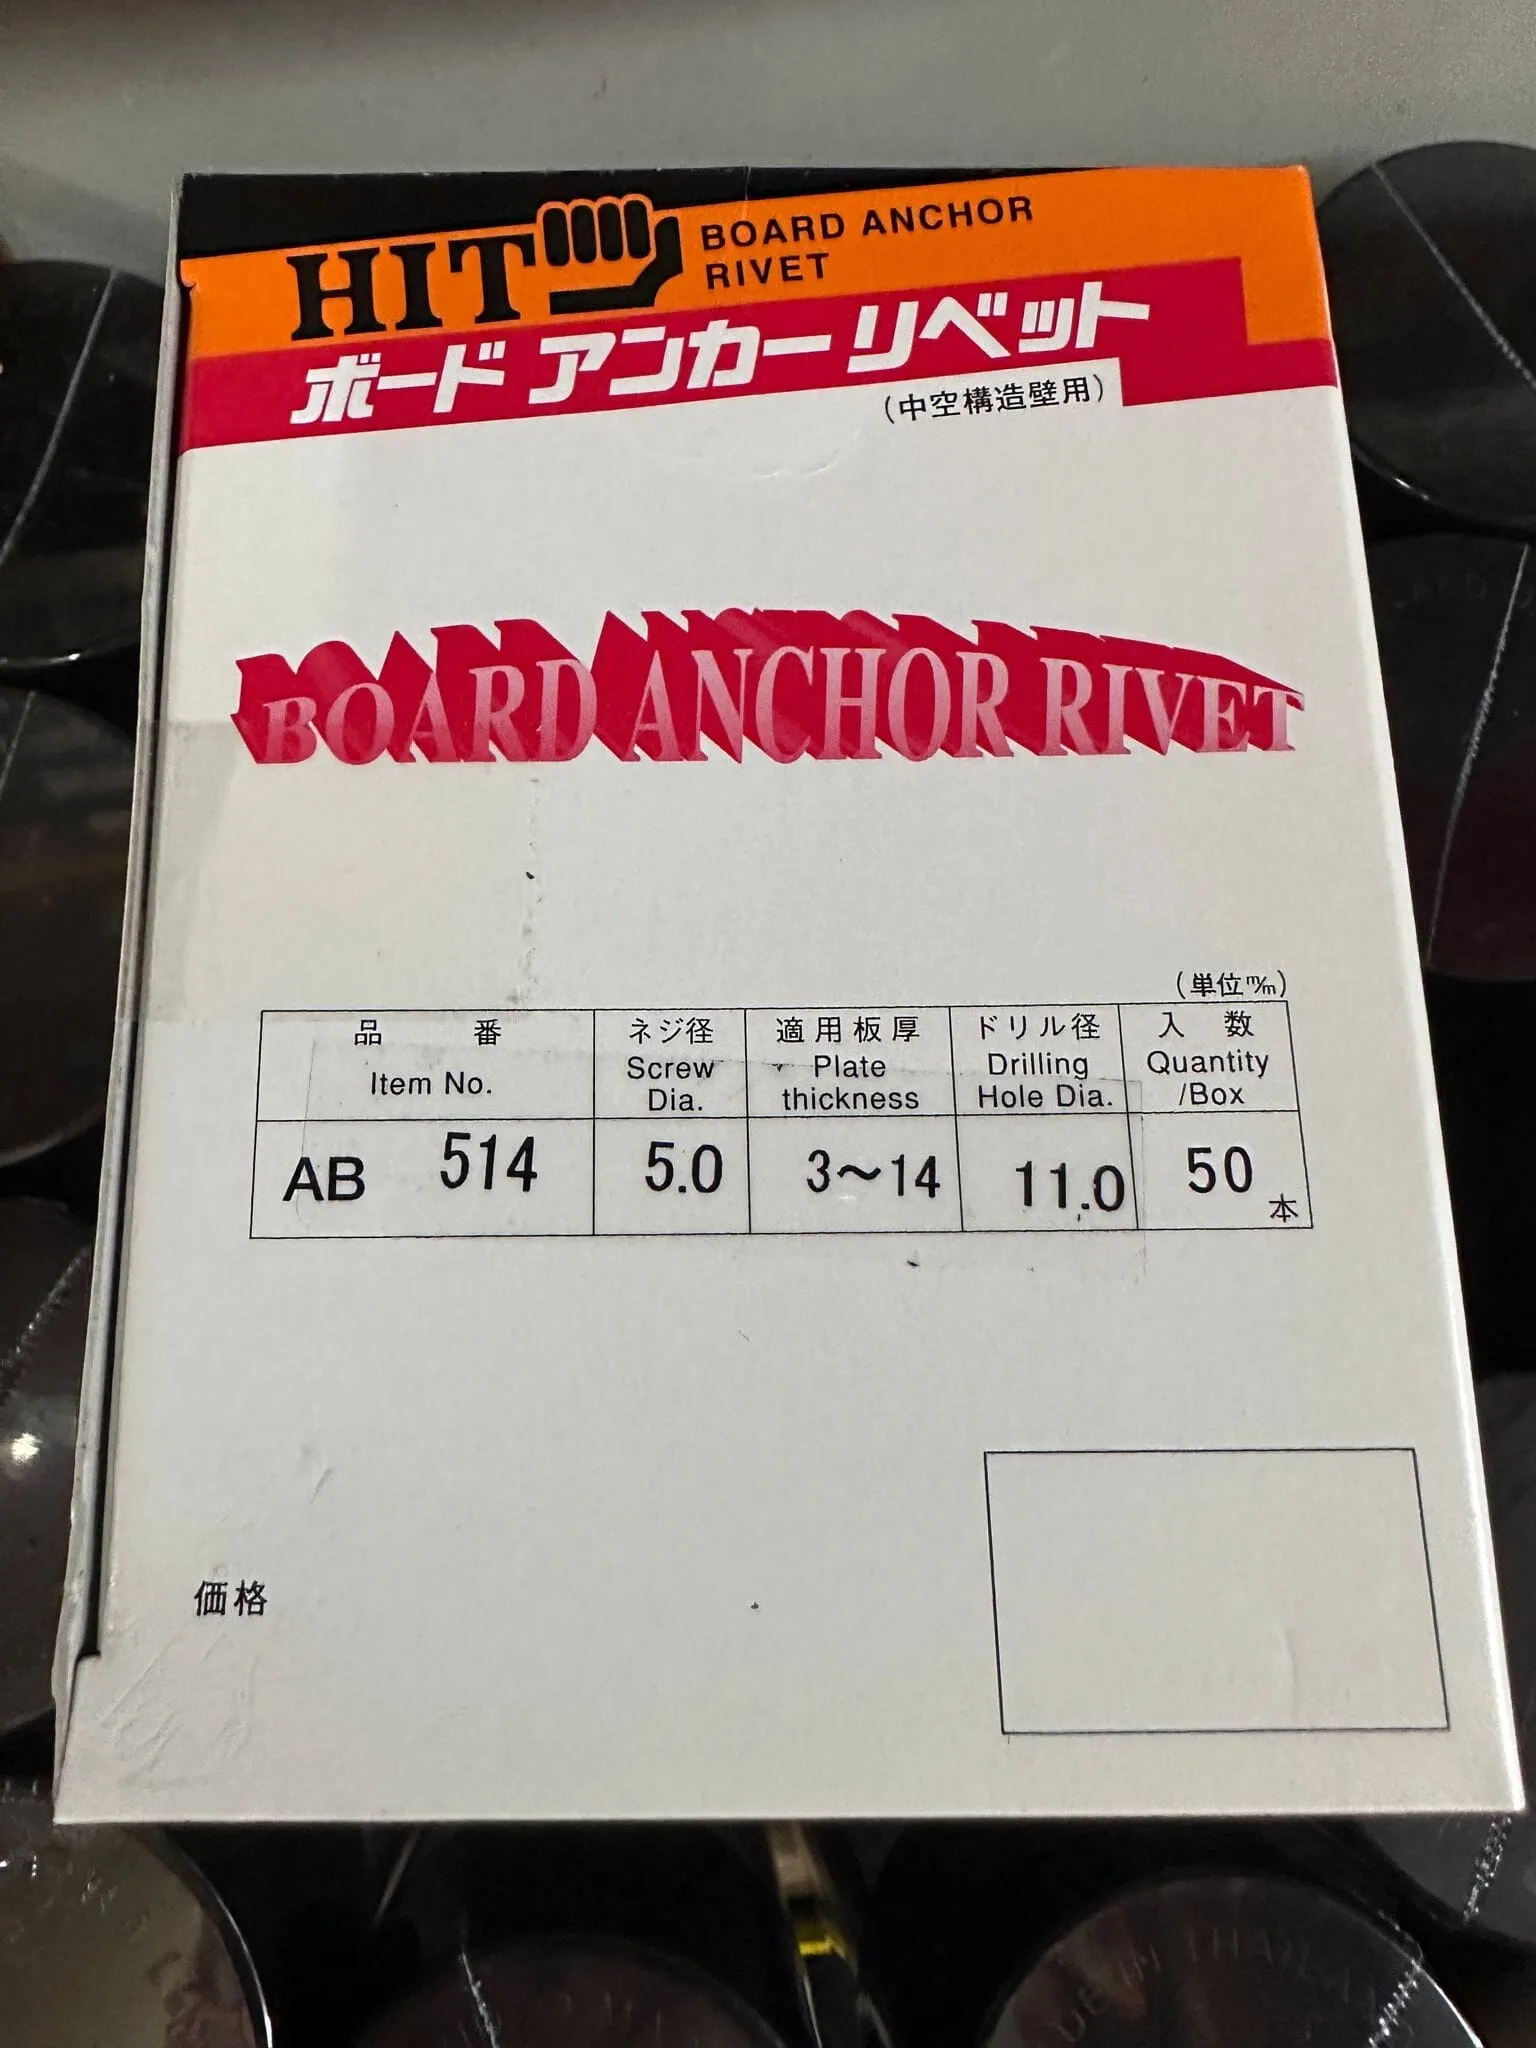 HIT
BOARD ANCHOR
RIVET
ボード アンカー リベット
(中空構造壁用)
BOARD ANCHOR RIVET
(単位m/m)
品 番 ネジ径 適用板厚 ドリル径 入 数
Item No. Screw Dia. Plate thickness Drilling Hole Dia. Quantity /Box
AB 514 5.0 3〜14 11.0 50 本
価格